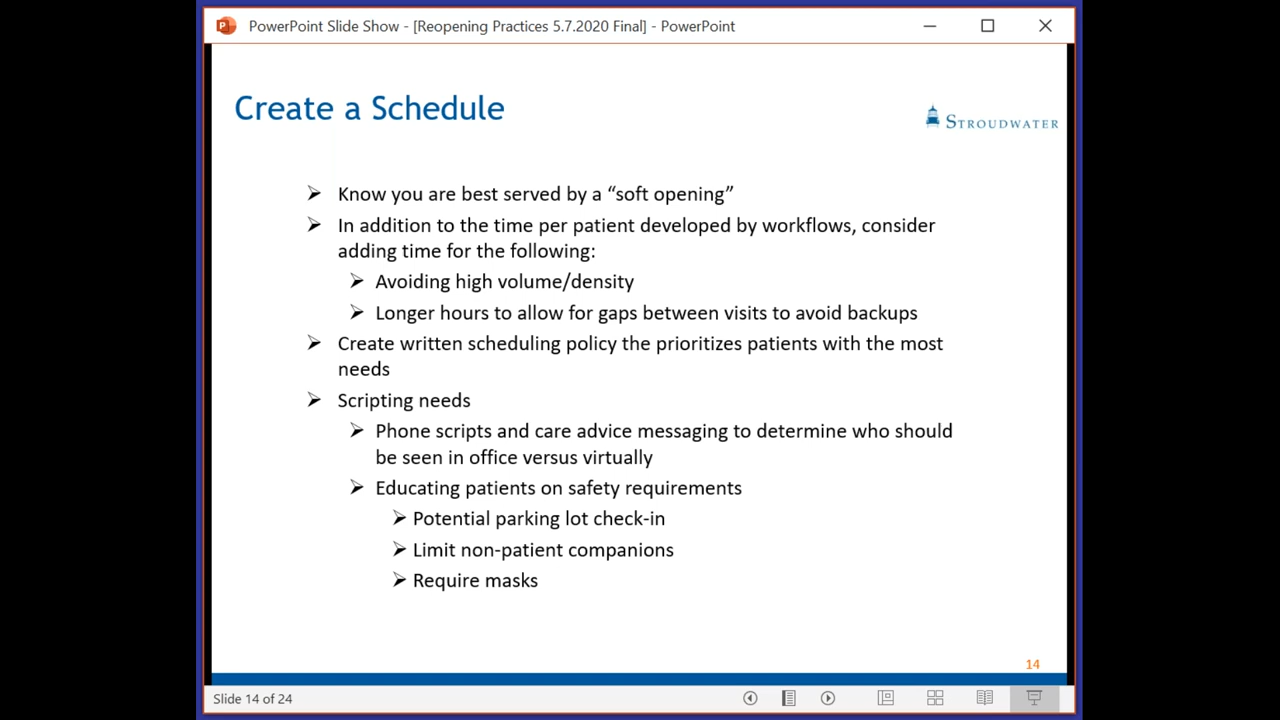 PowerPoint Slide Show - [Reopening Practices 5.7.2020 Final] - PowerPoint
Create a Schedule
STROUDWATER
Know you are best served by a “soft opening”
In addition to the time per patient developed by workflows, consider
adding time for the following:
Avoiding high volume/density
Longer hours to allow for gaps between visits to avoid backups
Create written scheduling policy the prioritizes patients with the most
needs
Scripting needs
Phone scripts and care advice messaging to determine who should
be seen in office versus virtually
Educating patients on safety requirements
Potential parking lot check-in
Limit non-patient companions
Require masks
14
Slide 14 of 24